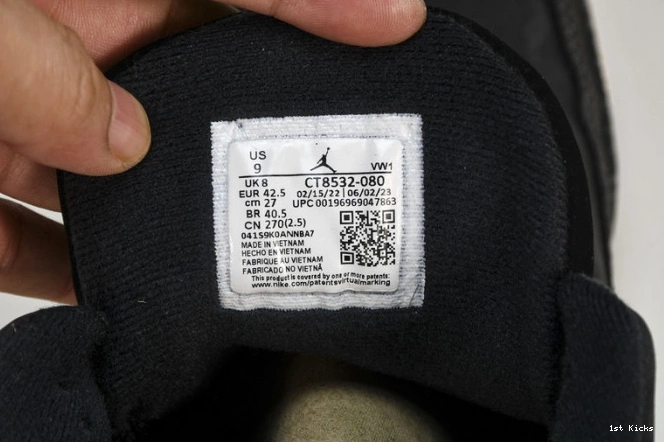 US
9
VW1
UK 8 CT8532-080
EUR 42.5 02/15/22 | 06/02/23
cm 27 UPC 00196969047863
BR 40.5
CN 270(2.5)
041S9K0ANNBA7
MADE IN VIETNAM
HECHO EN VIETNAM
FABRIQUE AU VIETNAM
FABRICADO NO VIETNÃ
This product is covered by one or more patents:
www.nike.com/patentsvirtualmarking
1st Kicks